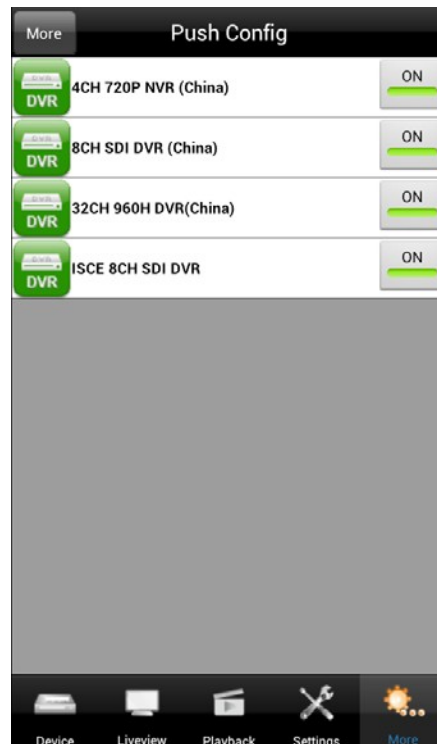 More
Push Config
DVR
4CH 720P NVR (China)
ON
DVR
8CH SDI DVR (China)
ON
DVR
32CH 960H DVR(China)
ON
DVR
ISCE 8CH SDI DVR
ON
Device
Liveview
Playback
Settings
More